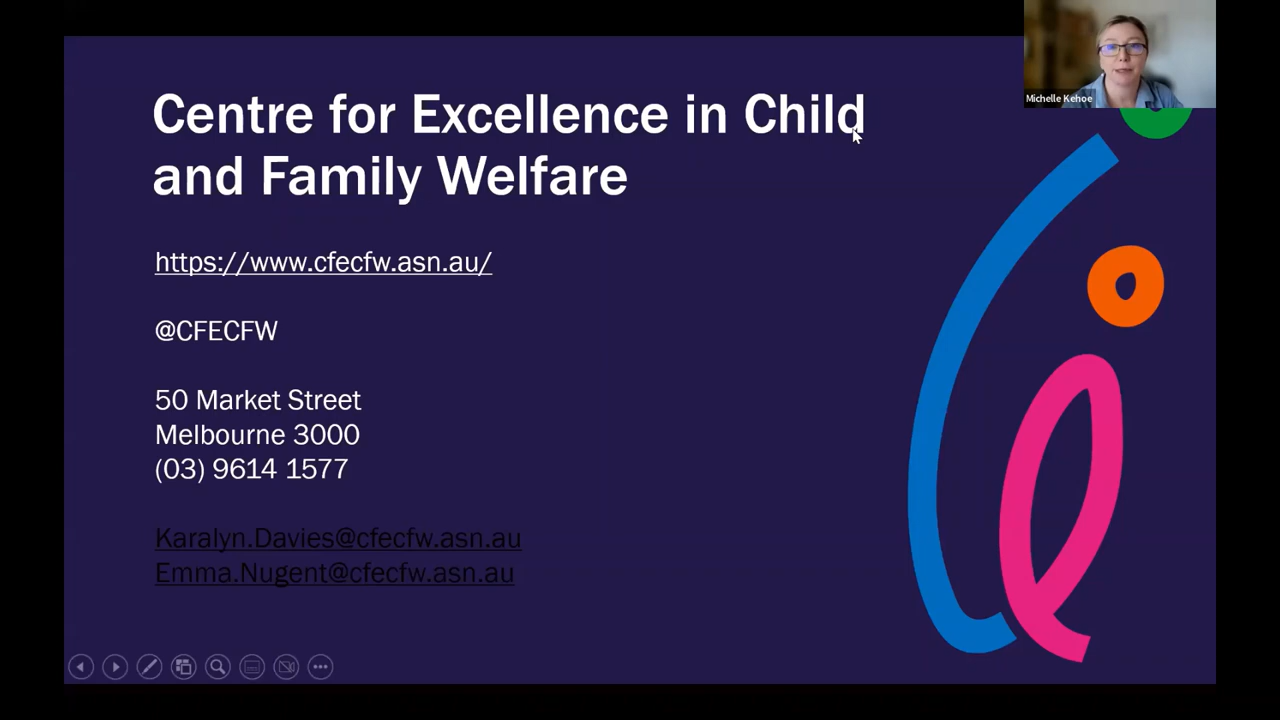 Centre for Excellence in Child
and Family Welfare
https://www.cfecfw.asn.au/
@CFECFW
50 Market Street
Melbourne 3000
(03) 9614 1577
Karalyn.Davies@cfecfw.asn.au
Emma.Nugent@cfecfw.asn.au
Michelle Kehoe